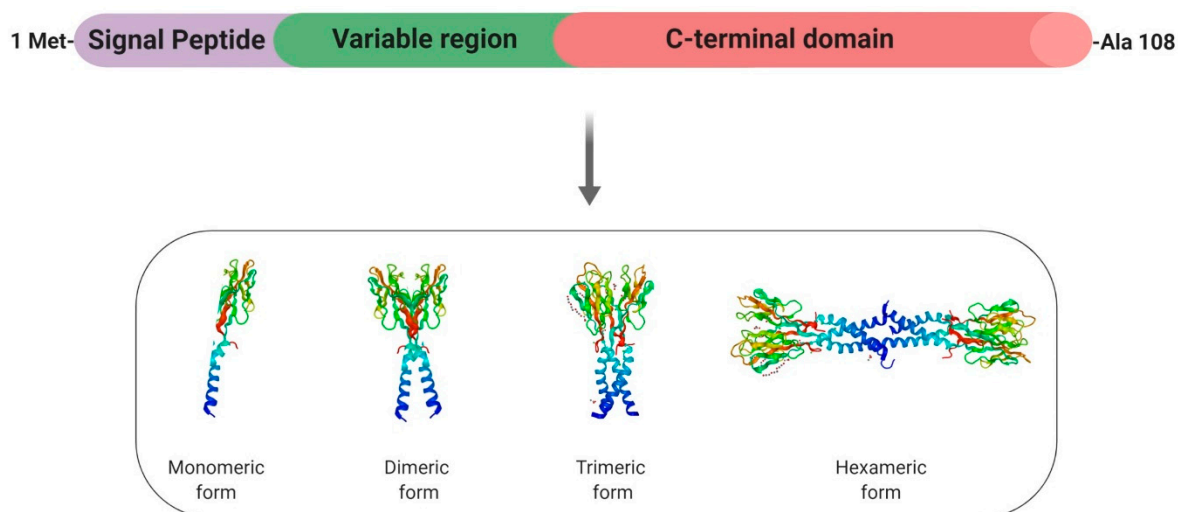 1 Met- Signal Peptide Variable region C-terminal domain -Ala 108
Monomeric Dimeric Trimeric Hexameric
form form form form